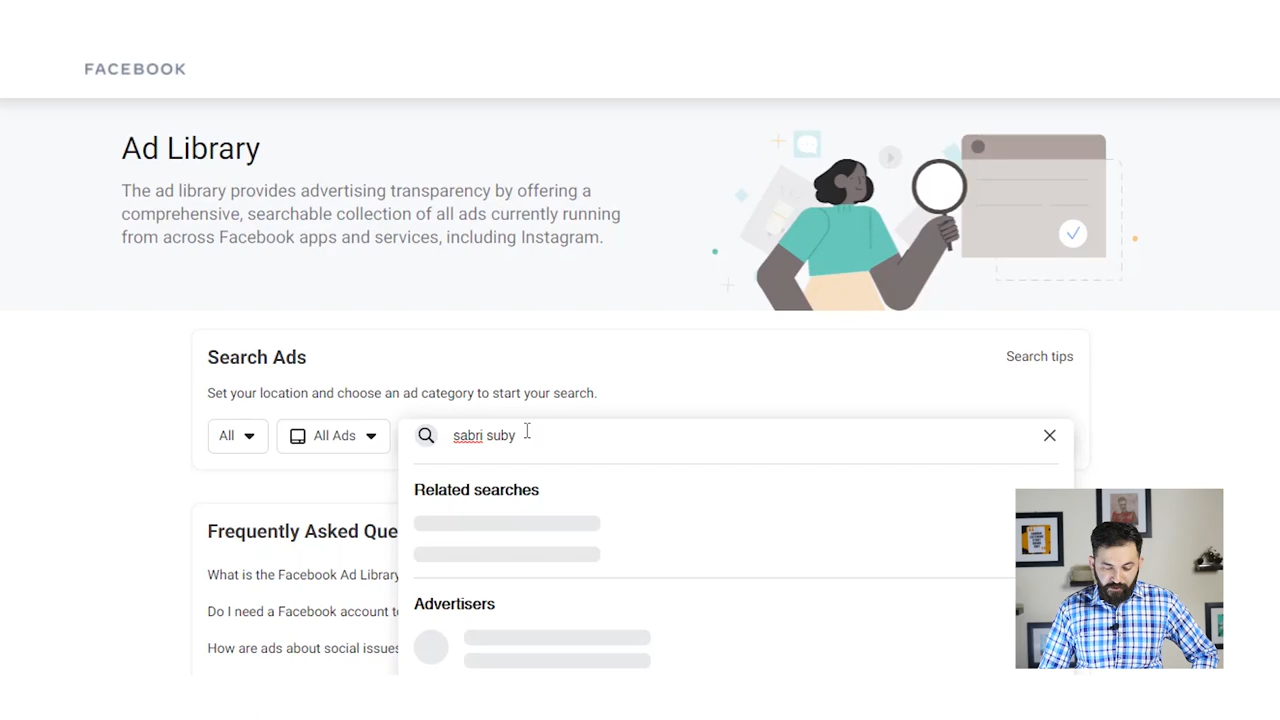 FACEBOOK
Ad Library
The ad library provides advertising transparency by offering a
comprehensive, searchable collection of all ads currently running
from across Facebook apps and services, including Instagram.
Search Ads
Search tips
Set your location and choose an ad category to start your search.
All
All Ads
sabri suby
Related searches
Frequently Asked Que
What is the Facebook Ad Library
Do I need a Facebook account to
Advertisers
How are ads about social issues